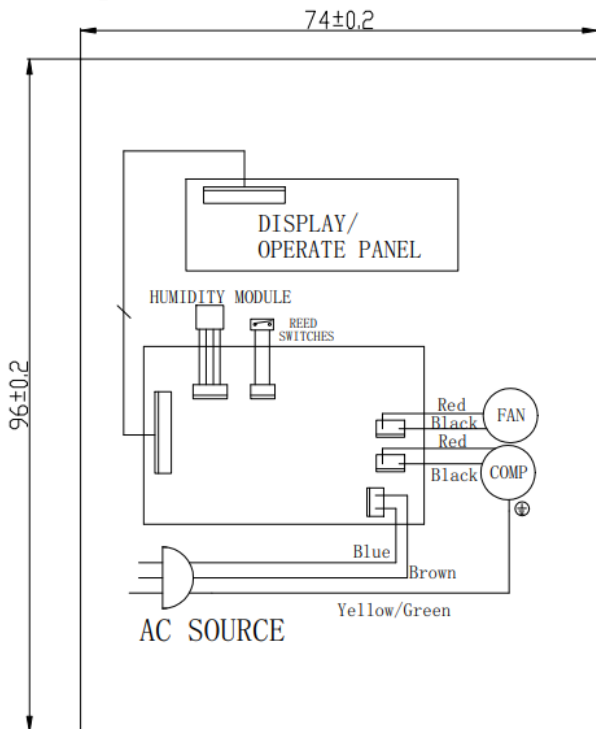 74±0.2
96±0.2
DISPLAY/
OPERATE PANEL
HUMIDITY MODULE
REED
SWITCHES
Red
Black
FAN
Red
Black
COMP
Blue
Brown
Yellow/Green
AC SOURCE